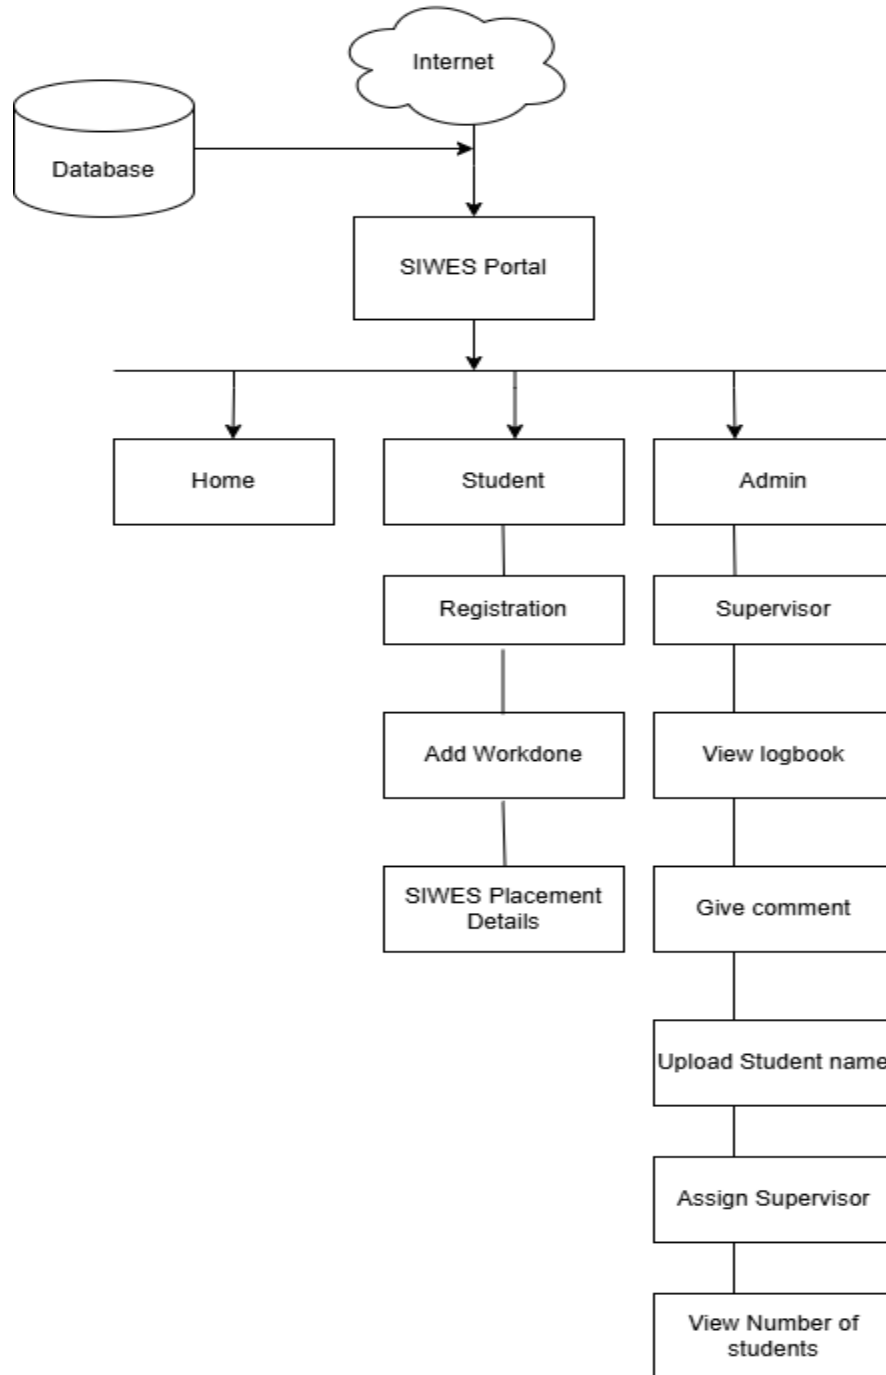 Internet
Database
SIWES Portal
Home
Student
Admin
Registration
Supervisor
Add Workdone
View logbook
SIWES Placement
Details
Give comment
Upload Student name
Assign Supervisor
View Number of
students